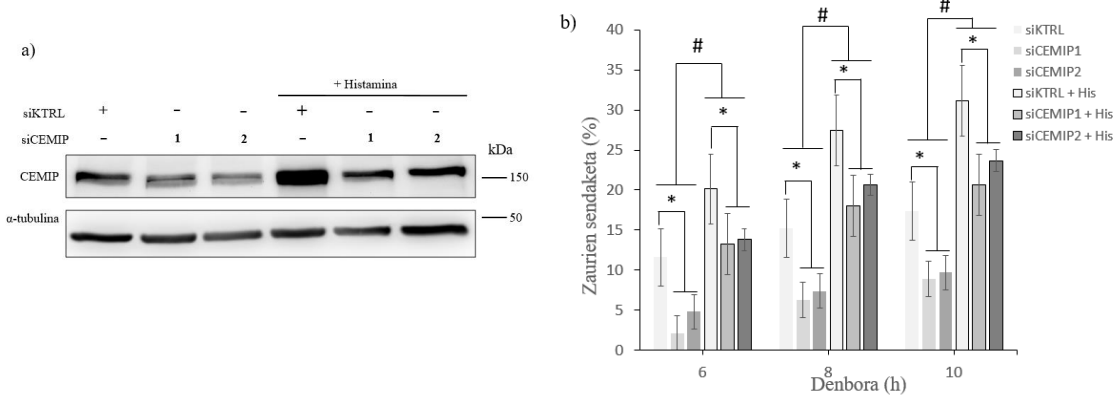 a)
+ Histamina
siKTRL + – – + – –
siCEMIP – 1 2 – 1 2
kDa
CEMIP
150
α-tubulina
50
b)
Zaurien sendaketa (%)
40
35
30
25
20
15
10
5
0
# # #
* * * * * *
6 8 10
Denbora (h)
siKTRL
siCEMIP1
siCEMIP2
siKTRL + His
siCEMIP1 + His
siCEMIP2 + His